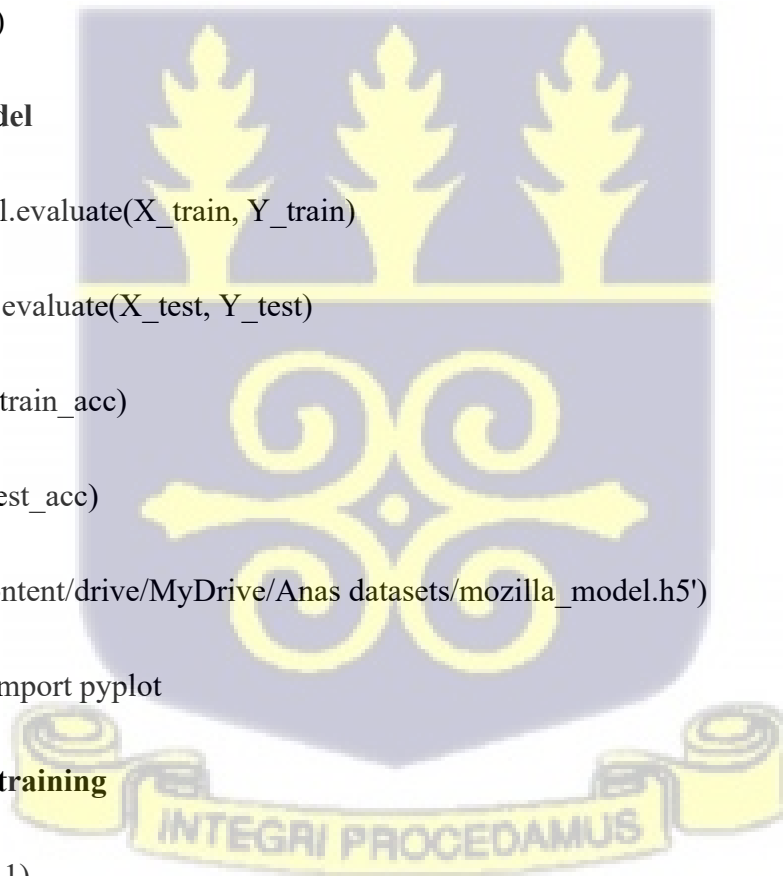 )
del
l.evaluate(X_train, Y_train)
.evaluate(X_test, Y_test)
train_acc)
est_acc)
ntent/drive/MyDrive/Anas datasets/mozilla_model.h5')
mport pyplot
training
1)
INTEGRI PROCEDAMUS